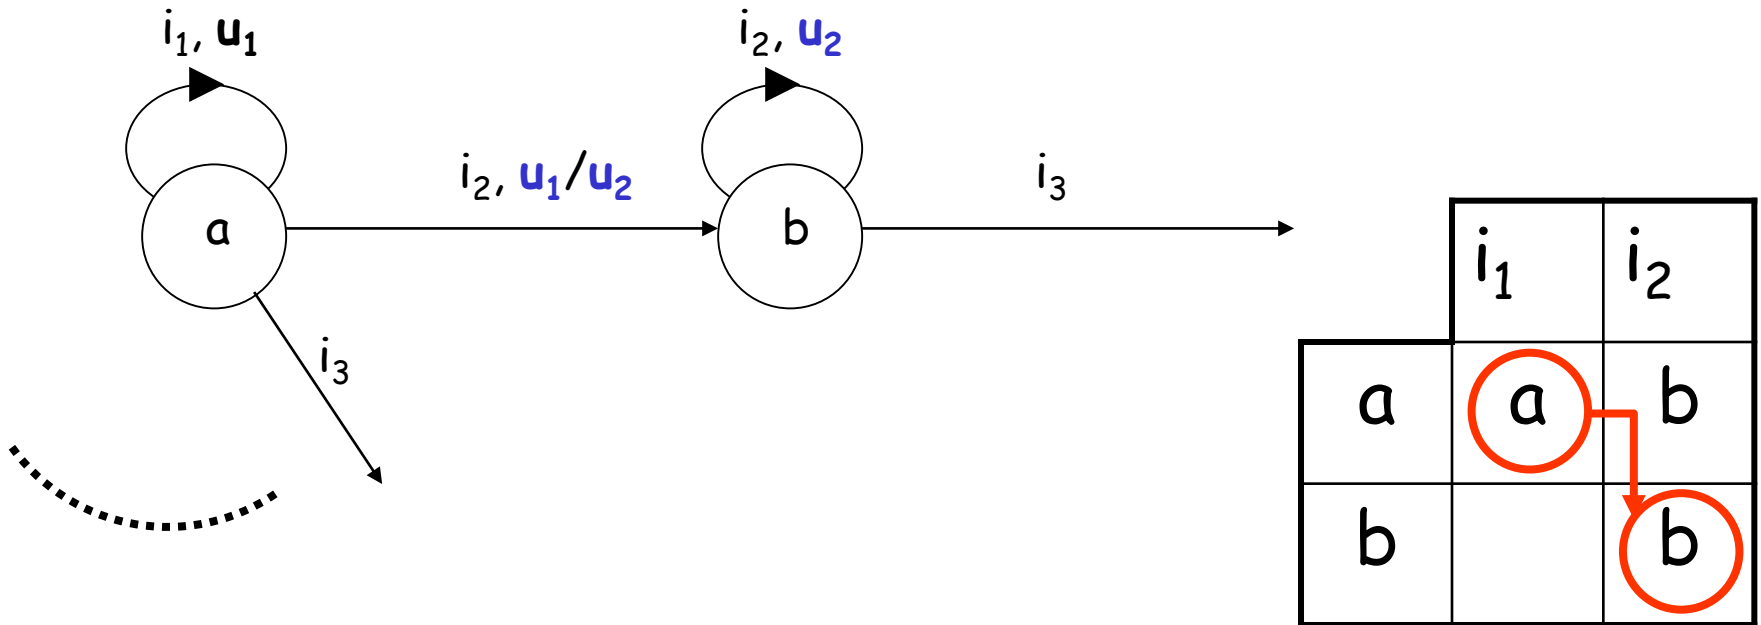 i₁, u₁
i₂, u₂
i₂, u₁/u₂
i₃
a
b
i₃
i₁ i₂
a a b
b b